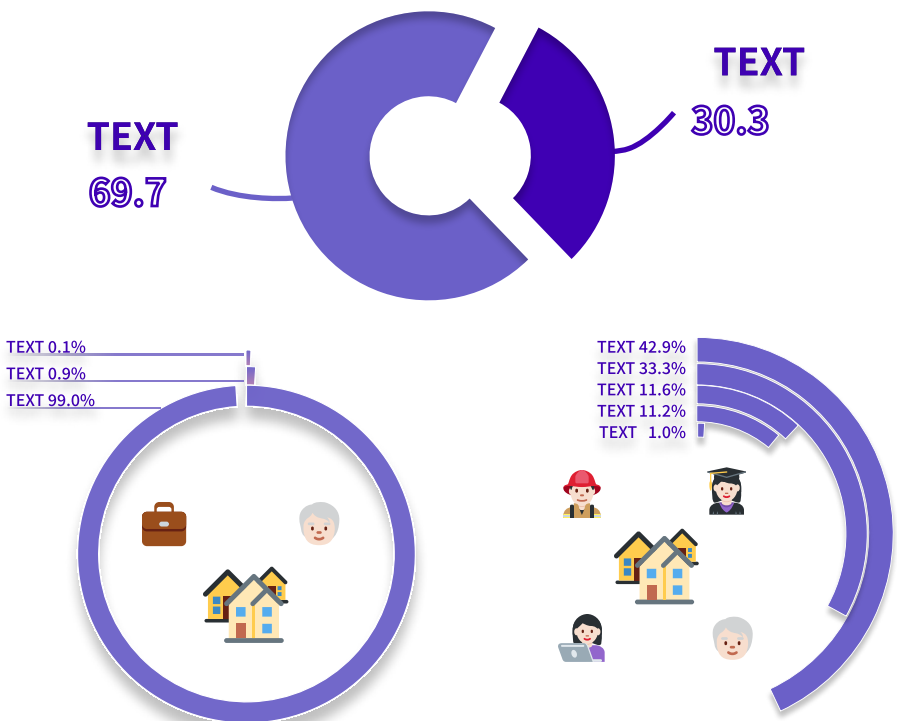 TEXT
30.3
TEXT
69.7
TEXT 0.1%
TEXT 0.9%
TEXT 99.0%
TEXT 42.9%
TEXT 33.3%
TEXT 11.6%
TEXT 11.2%
TEXT 1.0%